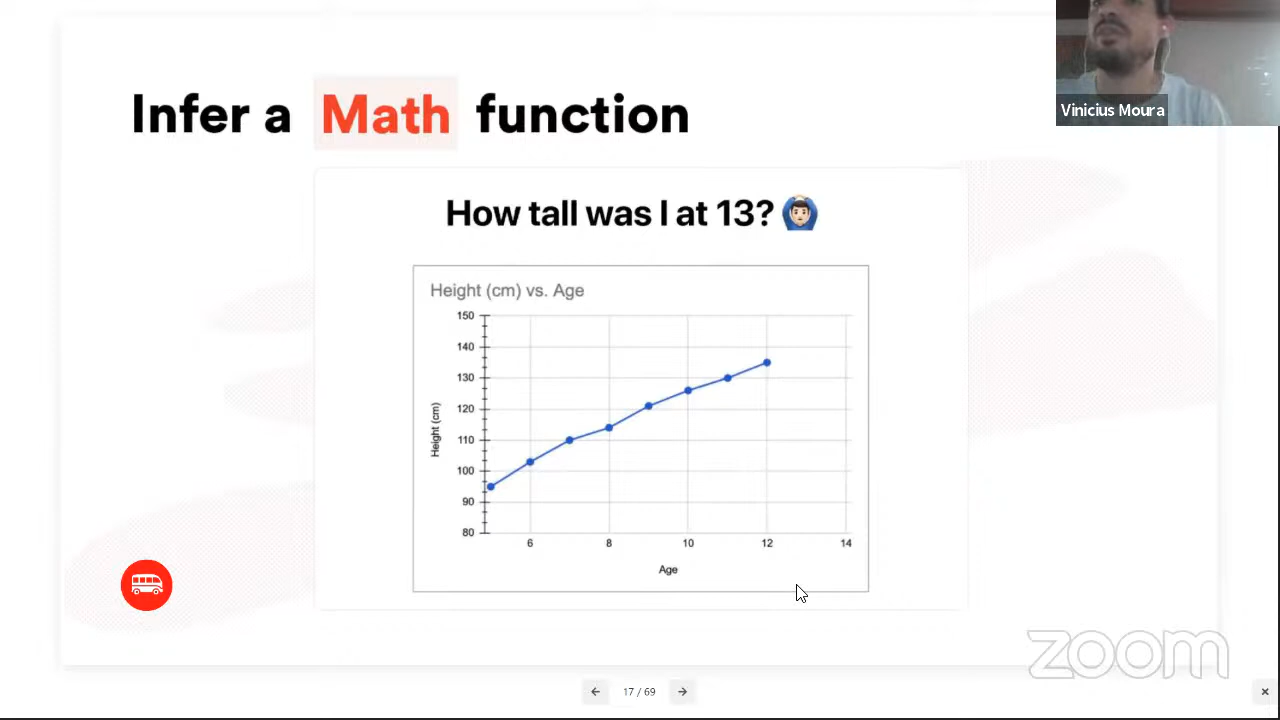 Infer a Math function
Vinicius Moura
How tall was I at 13?
Height (cm) vs. Age
150
140
130
120
110
100
90
80
Height (cm)
6 8 10 12 14
Age
zoom
17 / 69